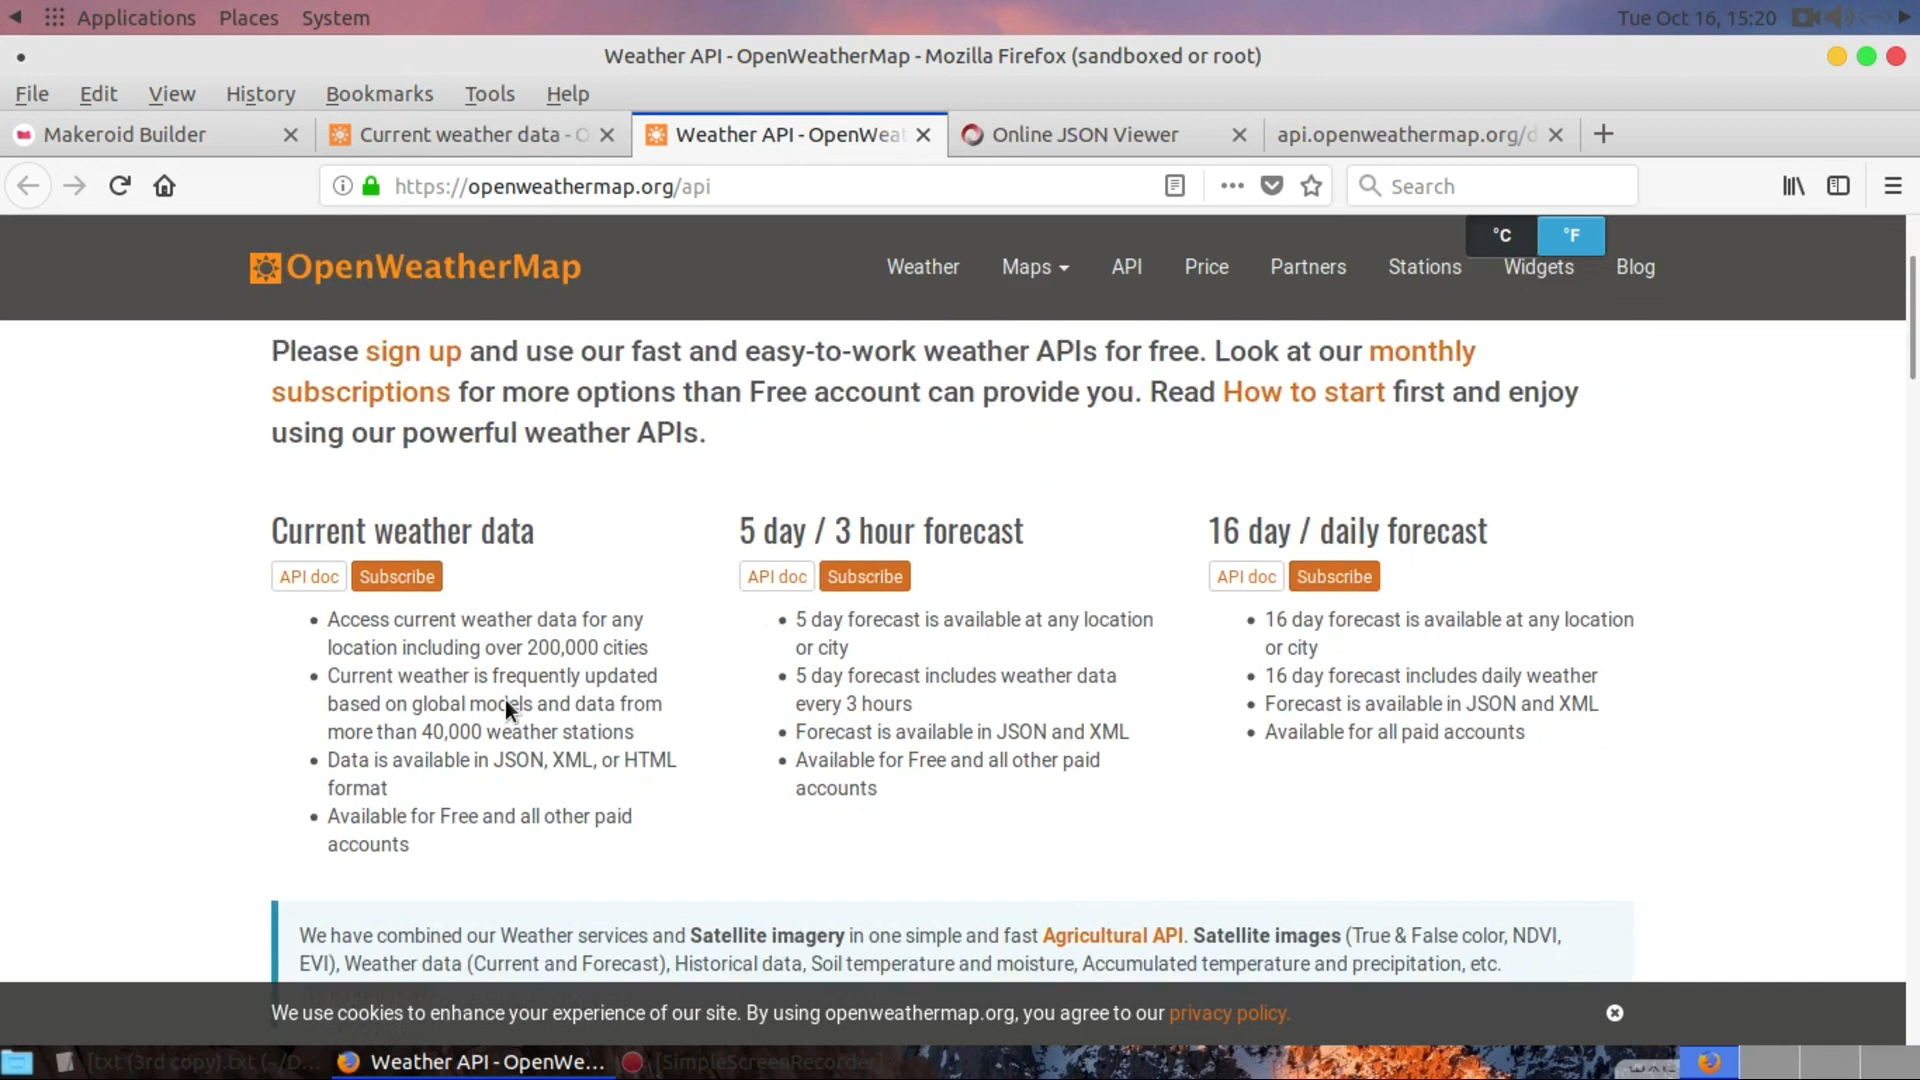 Applications Places System Tue Oct 16, 15:20
Weather API - OpenWeatherMap - Mozilla Firefox (sandboxed or root)
File Edit View History Bookmarks Tools Help
Makeroid Builder Current weather data - O Weather API - OpenWeat Online JSON Viewer api.openweathermap.org/d
https://openweathermap.org/api Search
°C °F
OpenWeatherMap Weather Maps API Price Partners Stations Widgets Blog
Please sign up and use our fast and easy-to-work weather APIs for free. Look at our monthly
subscriptions for more options than Free account can provide you. Read How to start first and enjoy
using our powerful weather APIs.
Current weather data
API doc Subscribe
• Access current weather data for any
location including over 200,000 cities
• Current weather is frequently updated
based on global models and data from
more than 40,000 weather stations
• Data is available in JSON, XML, or HTML
format
• Available for Free and all other paid
accounts
5 day / 3 hour forecast
API doc Subscribe
• 5 day forecast is available at any location
or city
• 5 day forecast includes weather data
every 3 hours
• Forecast is available in JSON and XML
• Available for Free and all other paid
accounts
16 day / daily forecast
API doc Subscribe
• 16 day forecast is available at any location
or city
• 16 day forecast includes daily weather
• Forecast is available in JSON and XML
• Available for all paid accounts
We have combined our Weather services and Satellite imagery in one simple and fast Agricultural API. Satellite images (True & False color, NDVI,
EVI), Weather data (Current and Forecast), Historical data, Soil temperature and moisture, Accumulated temperature and precipitation, etc.
We use cookies to enhance your experience of our site. By using openweathermap.org, you agree to our privacy policy.
[txt (3rd copy).txt (~/D... Weather API - OpenWe... [SimpleScreenRecorder]